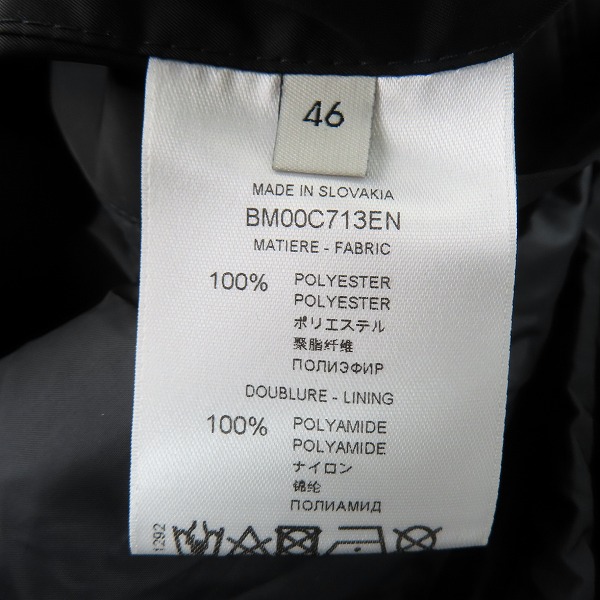 46
MADE IN SLOVAKIA
BM00C713EN
MATIERE - FABRIC
100% POLYESTER
POLYESTER
ポリエステル
聚脂纤维
ПОЛИЭФИР
DOUBLURE - LINING
100% POLYAMIDE
POLYAMIDE
ナイロン
锦纶
ПОЛИАМИД
1292